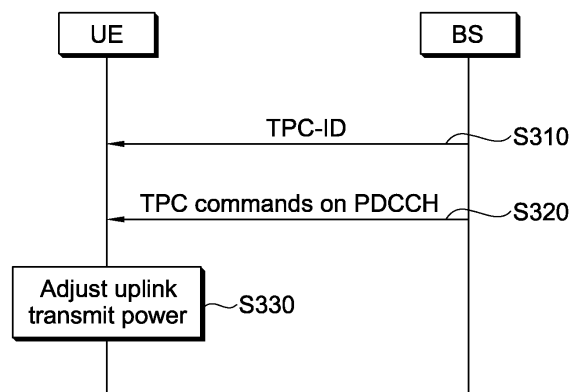 UE
BS
TPC-ID
S310
TPC commands on PDCCH
S320
Adjust uplink
transmit power
S330